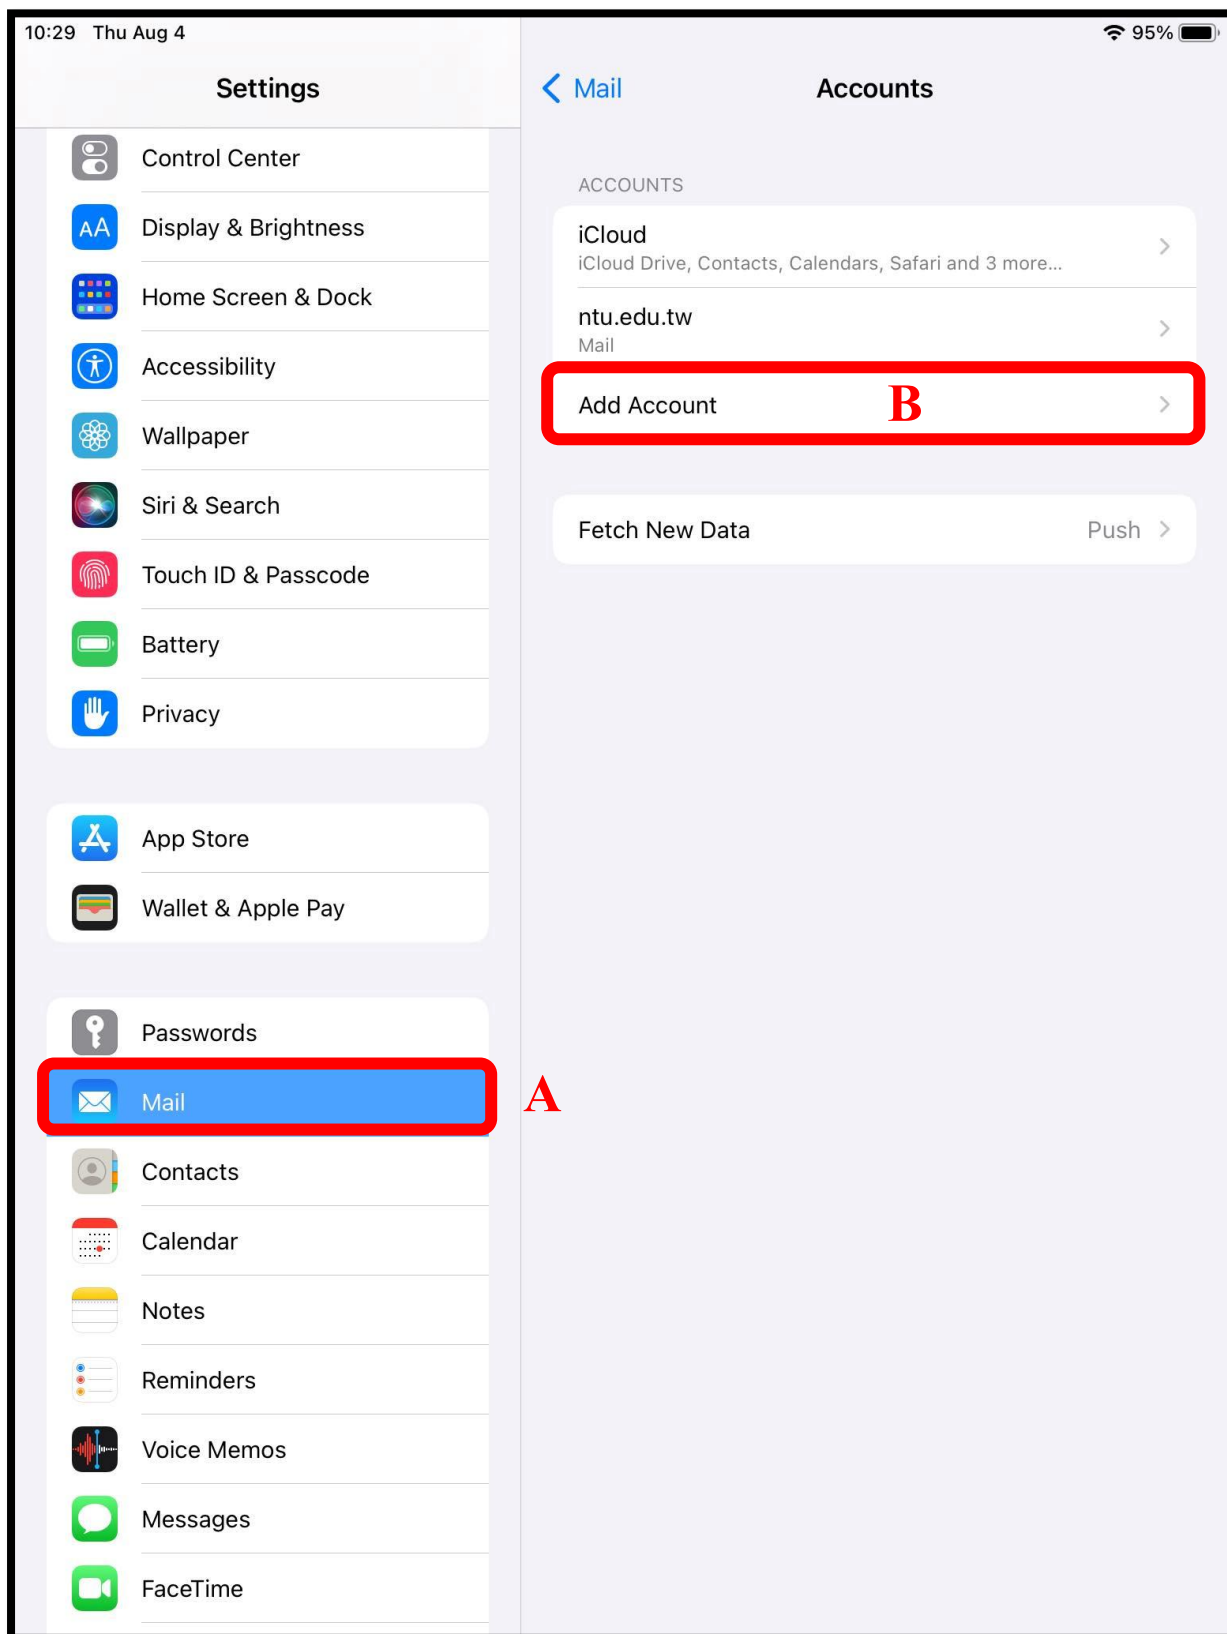 10:29 Thu Aug 4
95%
Settings
Control Center
AA
Display & Brightness
Home Screen & Dock
Accessibility
Wallpaper
Siri & Search
Touch ID & Passcode
Battery
Privacy
App Store
Wallet & Apple Pay
Passwords
Mail
A
Contacts
Calendar
Notes
Reminders
Voice Memos
Messages
FaceTime
Mail
Accounts
ACCOUNTS
iCloud
iCloud Drive, Contacts, Calendars, Safari and 3 more...
ntu.edu.tw
Mail
Add Account B
Fetch New Data Push